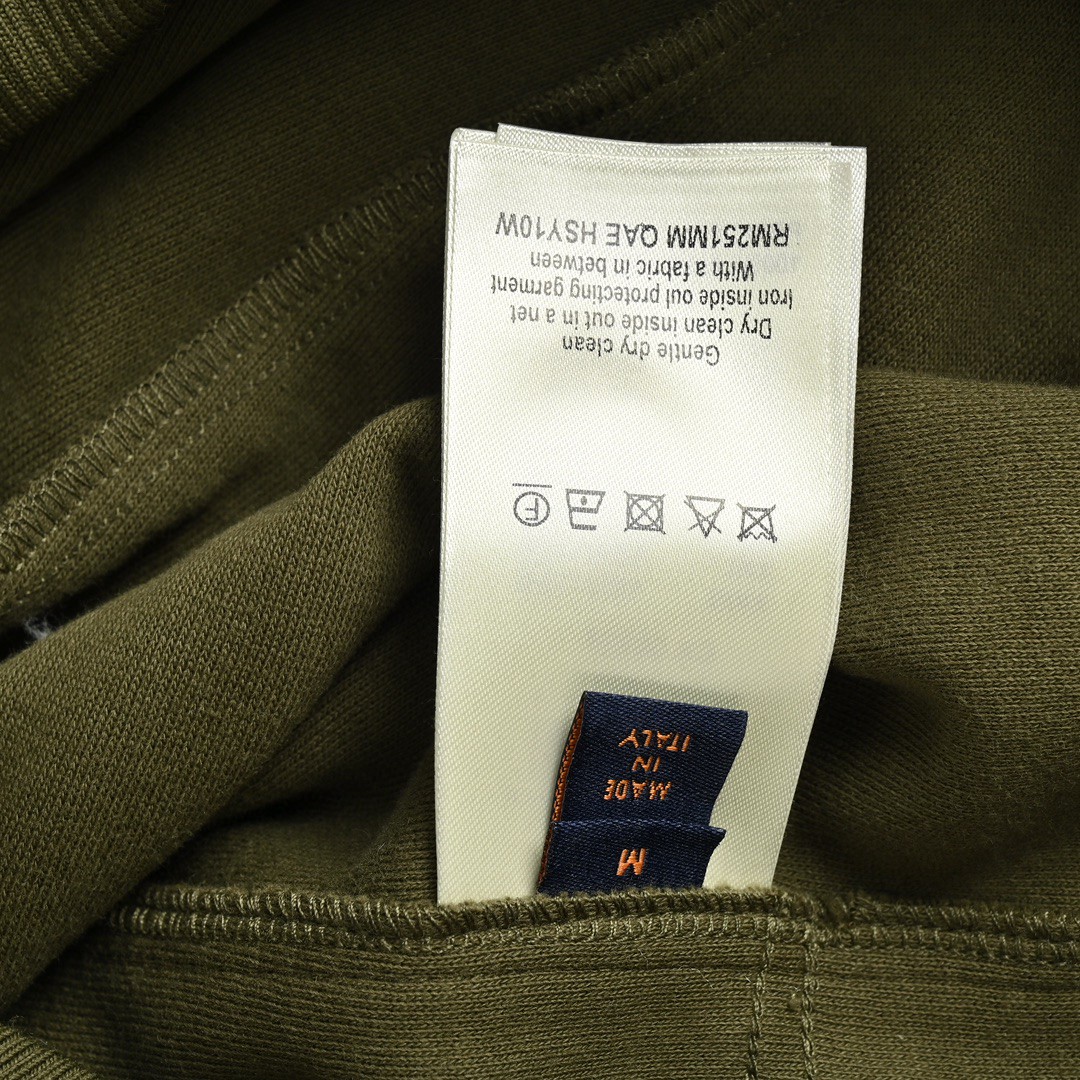 Gentle dry clean
Dry clean inside out in a net
Iron inside out protecting garment
With a fabric in between
RM251MM QAE HSY10W
F
MADE
IN
ITALY
M